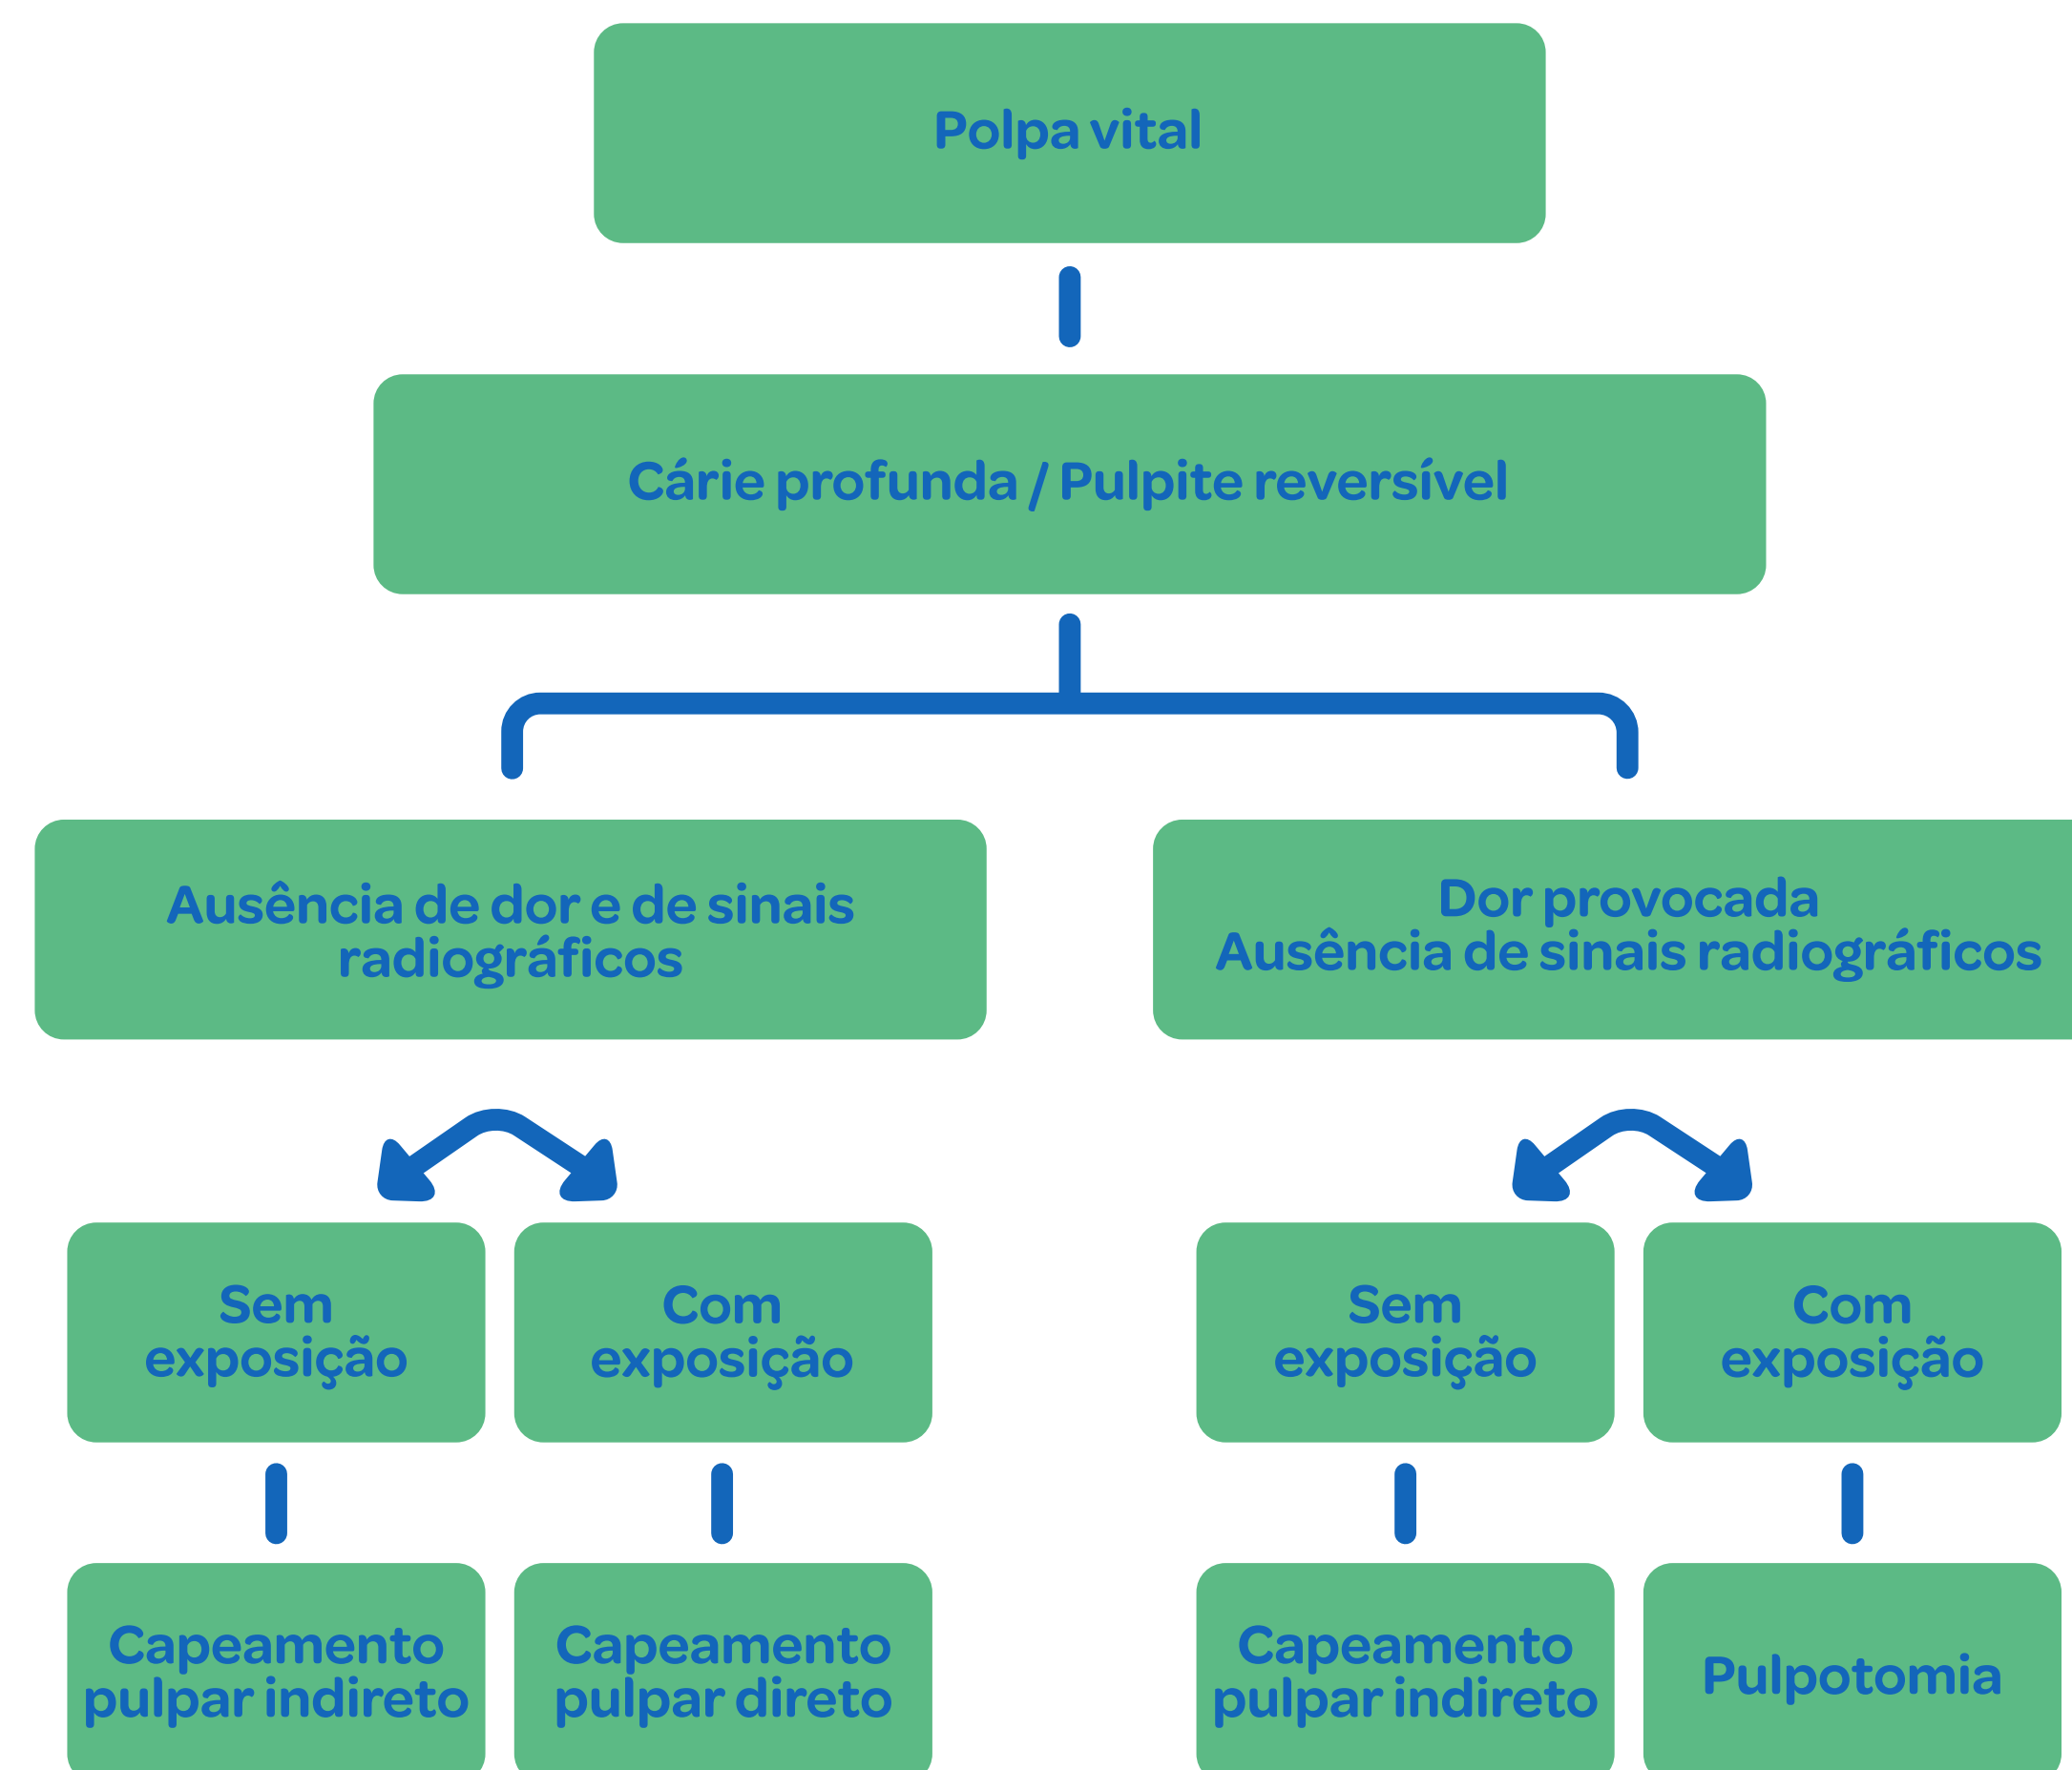 Polpa vital
Cárie profunda / Pulpite reversível
Ausência de dor e de sinais
radiográficos
Dor provocada
Ausência de sinais radiográficos
Sem
exposição
Com
exposição
Sem
exposição
Com
exposição
Capeamento
pulpar indireto
Capeamento
pulpar direto
Capeamento
pulpar indireto
Pulpotomia